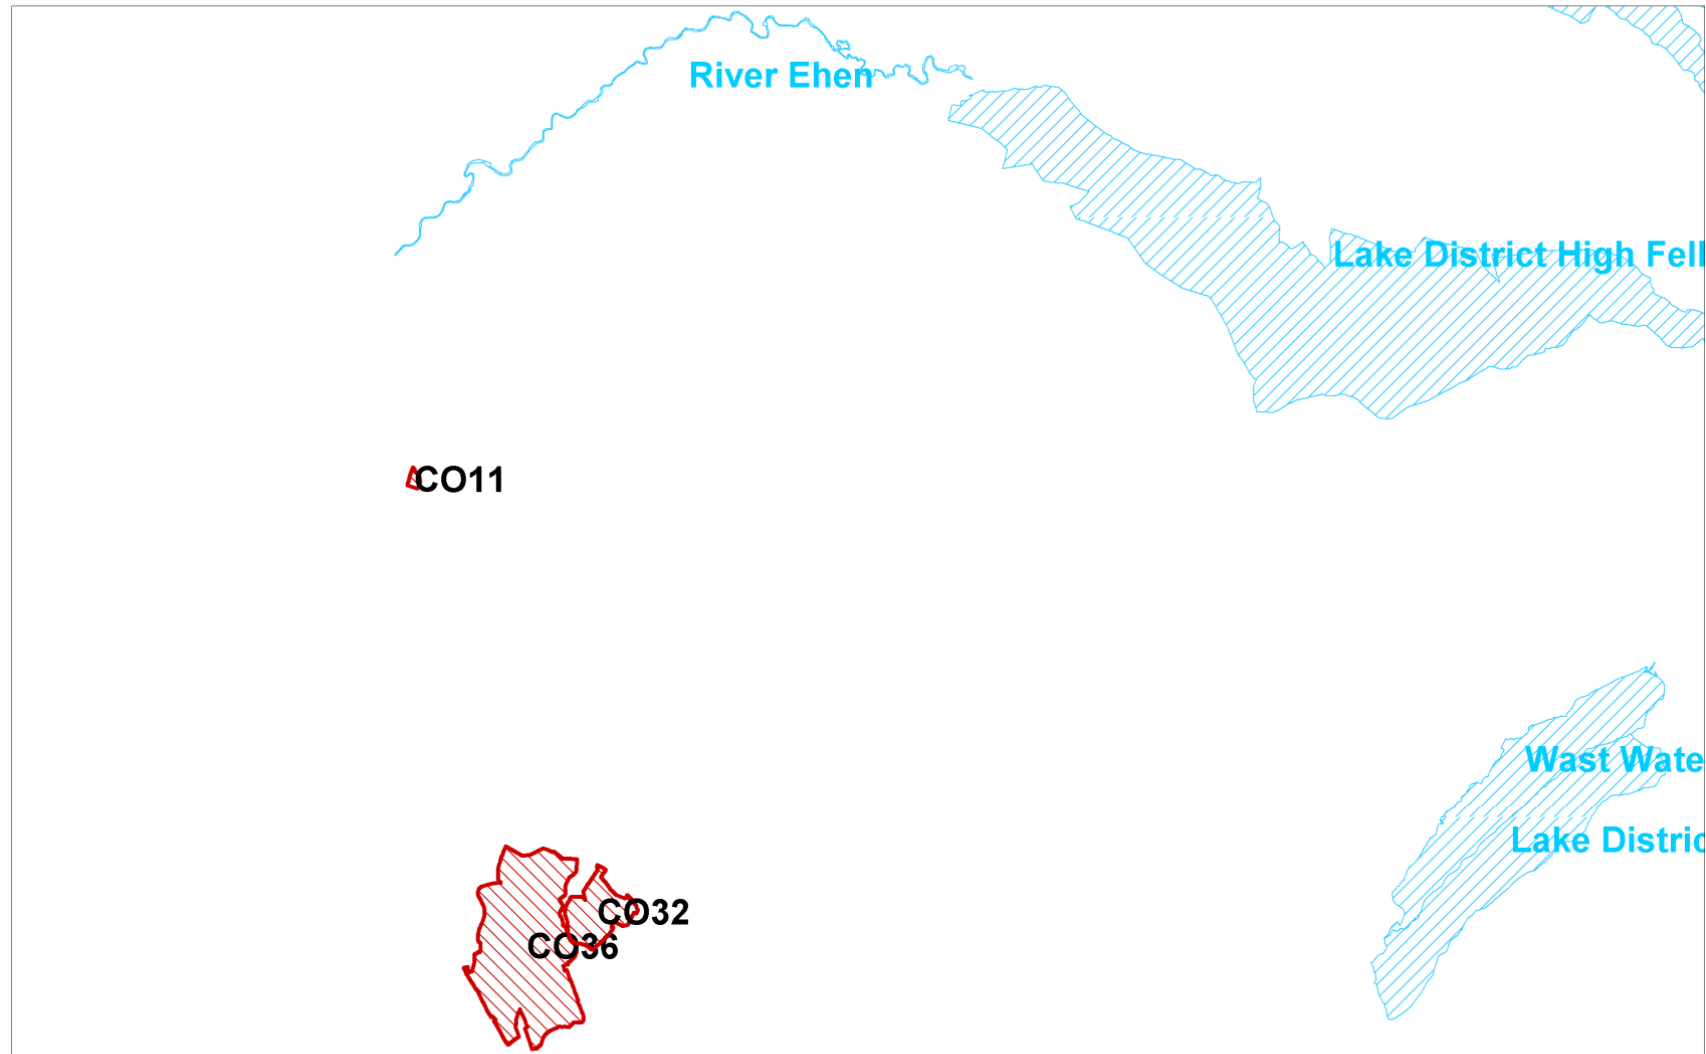 River Ehen
Lake District High Fell
CO11
Wast Wate
Lake Distric
CO32
CO36